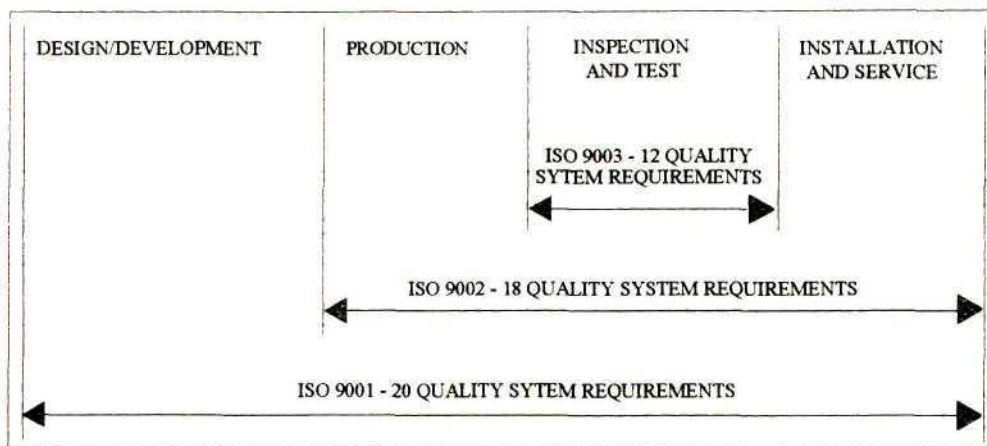 DESIGN/DEVELOPMENT
PRODUCTION
INSPECTION
AND TEST
INSTALLATION
AND SERVICE
ISO 9003 - 12 QUALITY
SYTEM REQUIREMENTS
ISO 9002 - 18 QUALITY SYSTEM REQUIREMENTS
ISO 9001 - 20 QUALITY SYTEM REQUIREMENTS